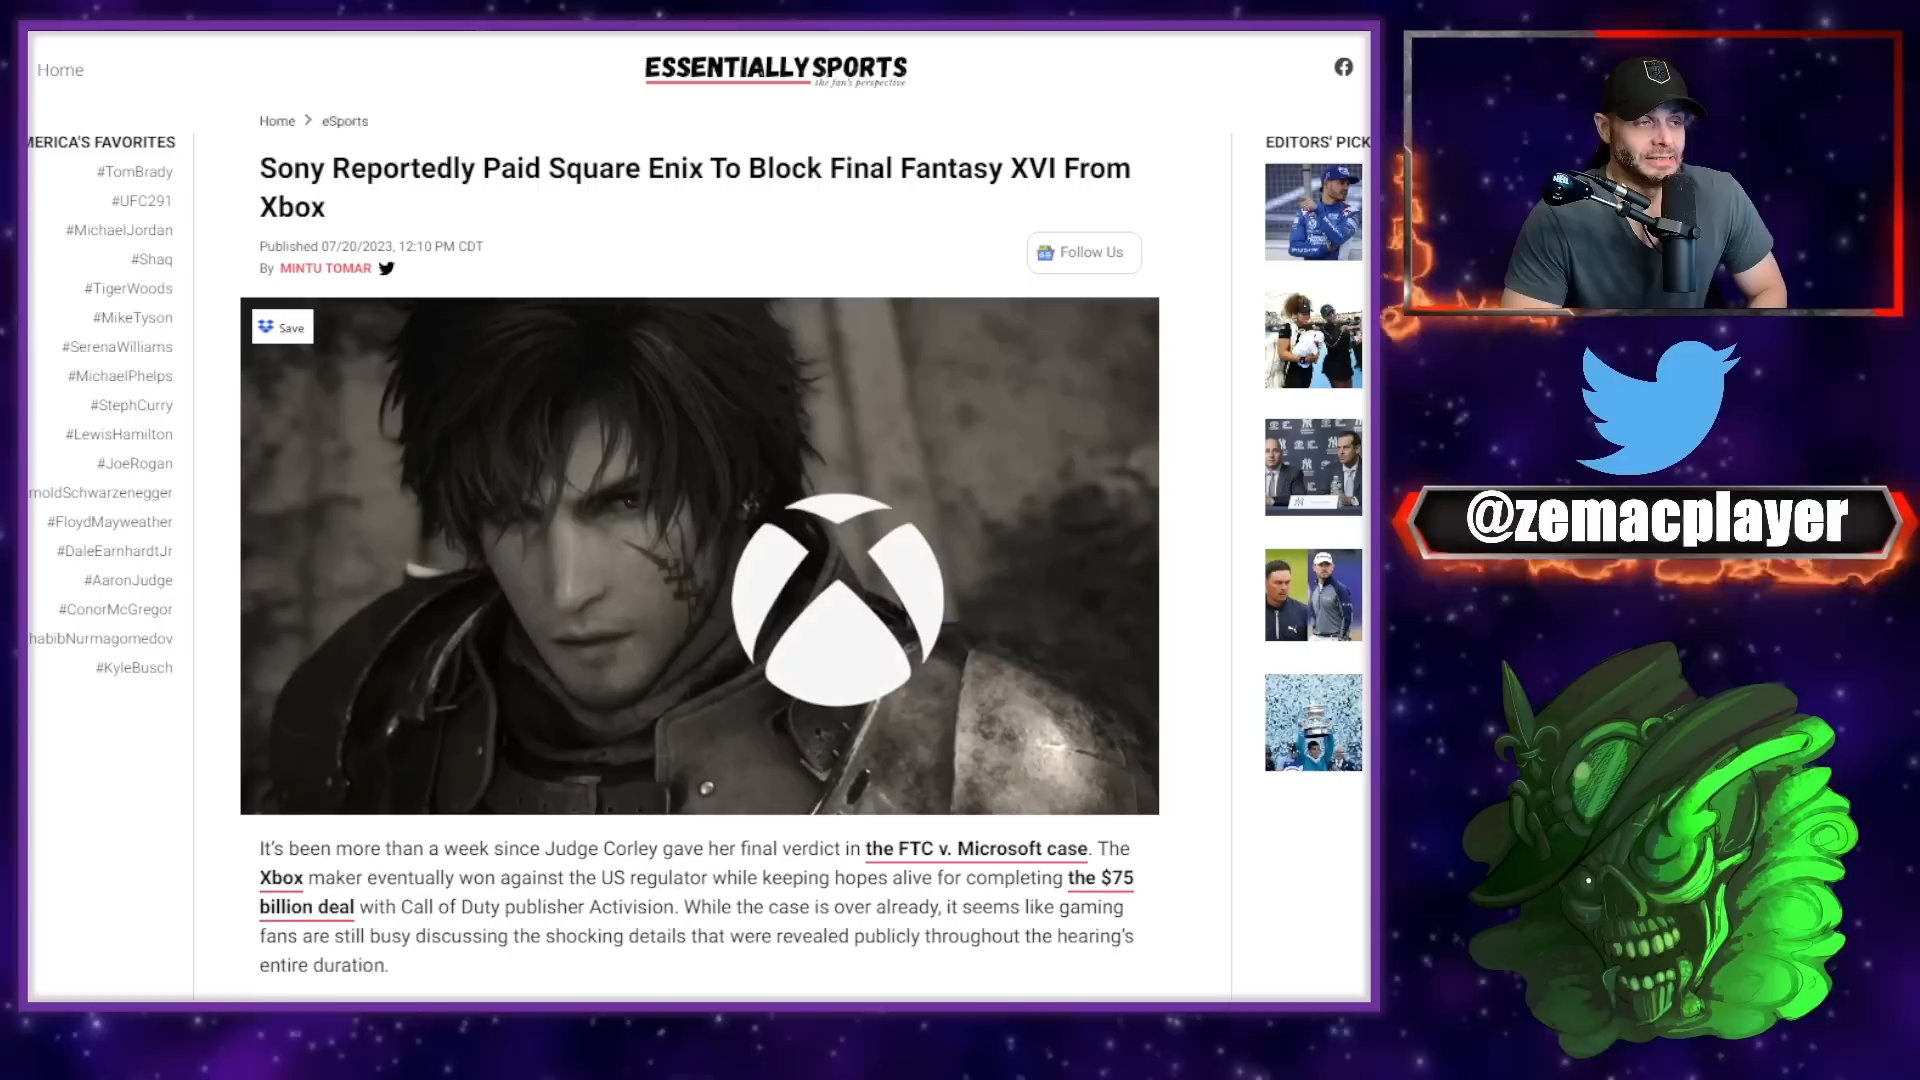 Home
ESSENTIALLYSPORTS
the fan's perspective
Home > eSports
MERICA'S FAVORITES
#TomBrady
#UFC291
#MichaelJordan
#Shaq
#TigerWoods
#MikeTyson
#SerenaWilliams
#MichaelPhelps
#StephCurry
#LewisHamilton
#JoeRogan
rnoldSchwarzenegger
#FloydMayweather
#DaleEarnhardtJr
#AaronJudge
#ConorMcGregor
habibNurmagomedov
#KyleBusch
Sony Reportedly Paid Square Enix To Block Final Fantasy XVI From
Xbox
Published 07/20/2023, 12:10 PM CDT
By MINTU TOMAR
Follow Us
Save
It's been more than a week since Judge Corley gave her final verdict in the FTC v. Microsoft case. The
Xbox maker eventually won against the US regulator while keeping hopes alive for completing the $75
billion deal with Call of Duty publisher Activision. While the case is over already, it seems like gaming
fans are still busy discussing the shocking details that were revealed publicly throughout the hearing's
entire duration.
EDITORS' PICK
@zemacplayer